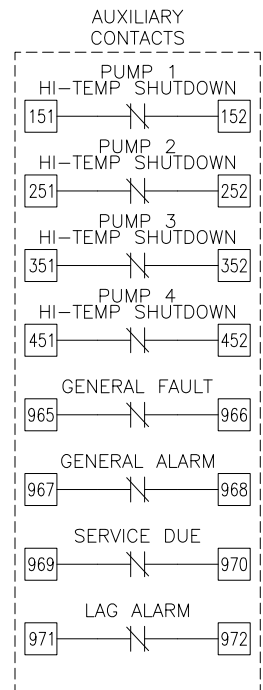 AUXILIARY
CONTACTS
PUMP 1
HI-TEMP SHUTDOWN
151 152
PUMP 2
HI-TEMP SHUTDOWN
251 252
PUMP 3
HI-TEMP SHUTDOWN
351 352
PUMP 4
HI-TEMP SHUTDOWN
451 452
GENERAL FAULT
965 966
GENERAL ALARM
967 968
SERVICE DUE
969 970
LAG ALARM
971 972